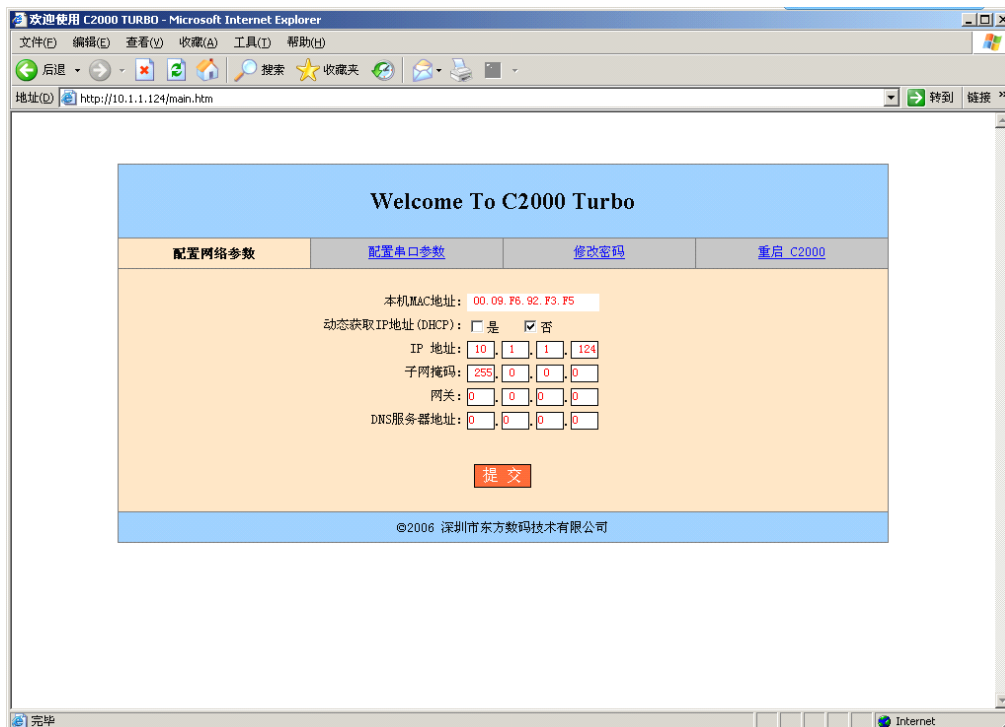 欢迎使用 C2000 TURBO - Microsoft Internet Explorer
文件(F) 编辑(E) 查看(V) 收藏(A) 工具(T) 帮助(H)
后退 搜索 收藏夹
地址(D) http://10.1.1.124/main.htm 转到 链接 »
Welcome To C2000 Turbo
配置网络参数 配置串口参数 修改密码 重启 C2000
本机MAC地址: 00.09.F6.92.F3.F5
动态获取IP地址(DHCP): 是 否
IP 地址: 10 . 1 . 1 . 124
子网掩码: 255 . 0 . 0 . 0
网关: 0 . 0 . 0 . 0
DNS服务器地址: 0 . 0 . 0 . 0
提 交
©2006 深圳市东方数码技术有限公司
完毕 Internet